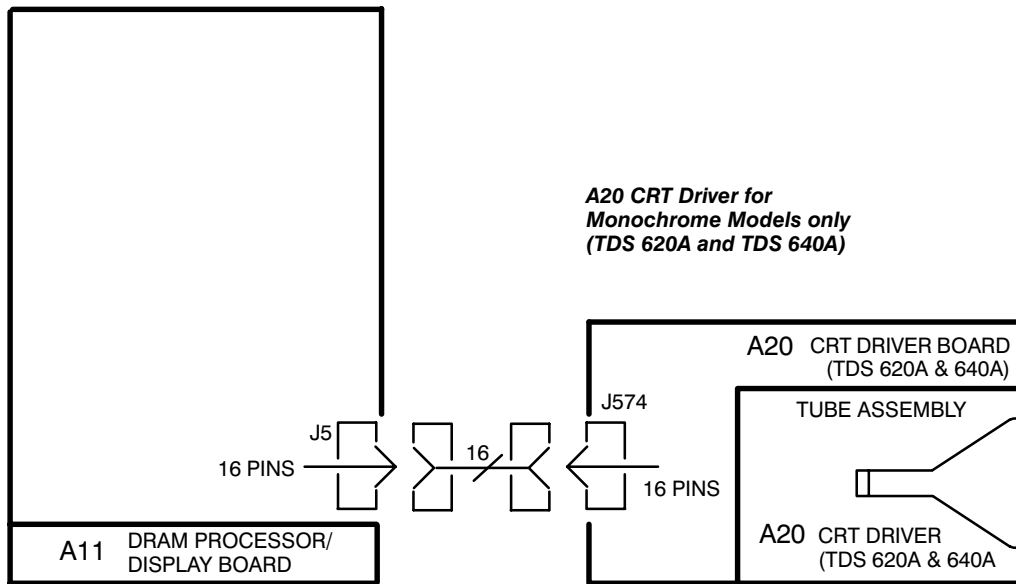 A20 CRT Driver for
Monochrome Models only
(TDS 620A and TDS 640A)
A20 CRT DRIVER BOARD
(TDS 620A & 640A)
TUBE ASSEMBLY
J5
J574
16
16 PINS
16 PINS
A20 CRT DRIVER
(TDS 620A & 640A
A11 DRAM PROCESSOR/
DISPLAY BOARD